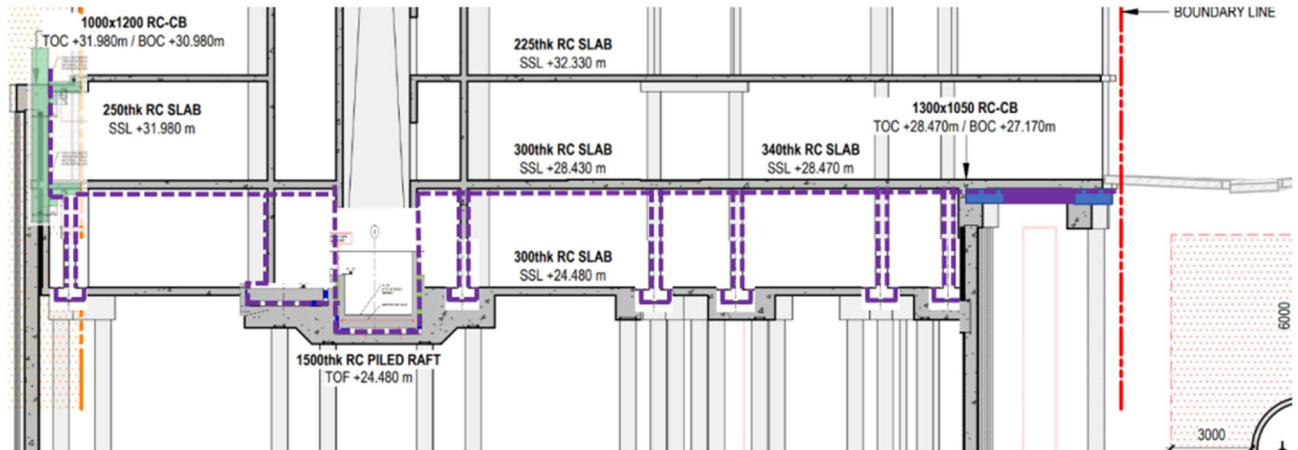 BOUNDARY LINE
1000x1200 RC-CB
TOC +31.980m / BOC +30.980m
225thk RC SLAB
SSL +32.330 m
250thk RC SLAB
SSL +31.980 m
1300x1050 RC-CB
TOC +28.470m / BOC +27.170m
300thk RC SLAB
SSL +28.430 m
340thk RC SLAB
SSL +28.470 m
300thk RC SLAB
SSL +24.480 m
6000
1500thk RC PILED RAFT
TOF +24.480 m
3000